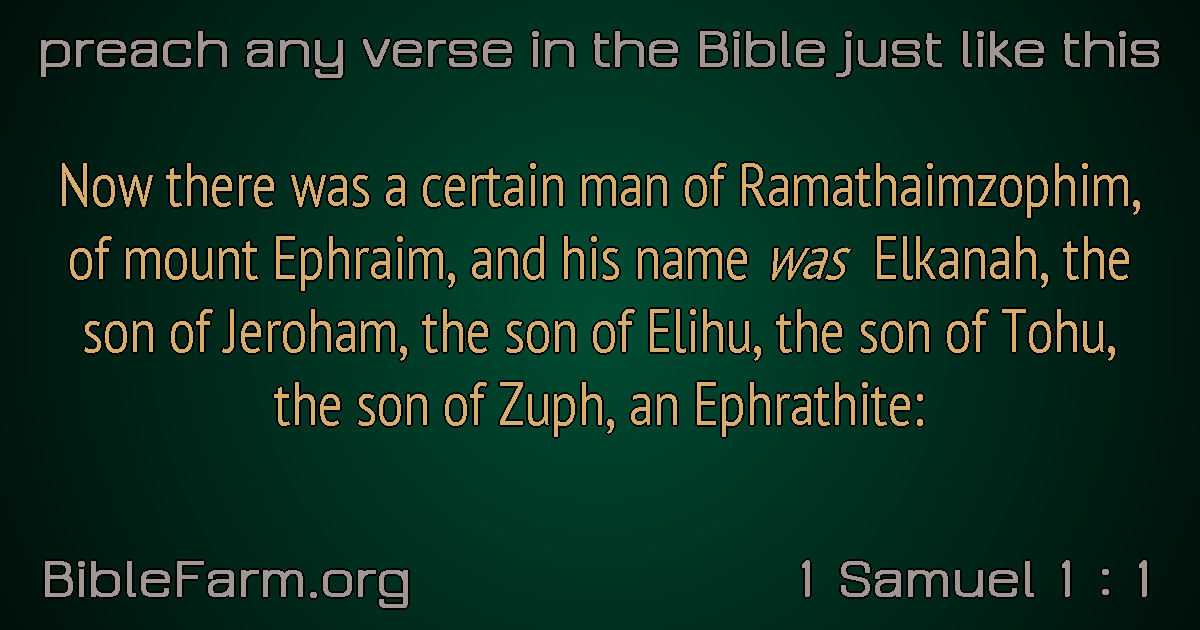 preach any verse in the Bible just like this
Now there was a certain man of Ramathaimzophim,
of mount Ephraim, and his name was Elkanah, the
son of Jeroham, the son of Elihu, the son of Tohu,
the son of Zuph, an Ephrathite:
BibleFarm.org
1 Samuel 1 : 1